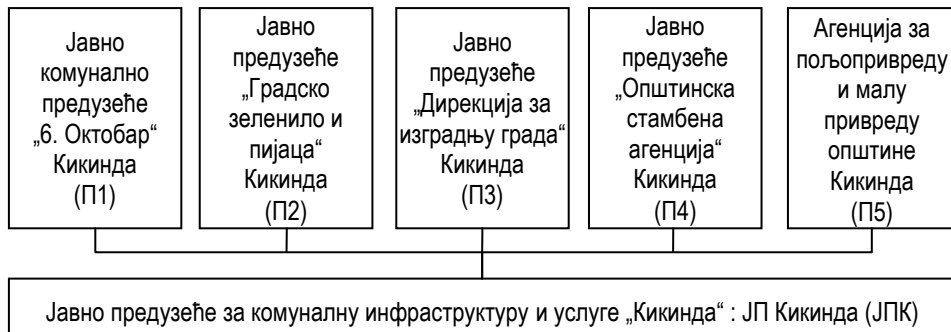 Јавно
комунално
предузеће
„6. Октобар“
Кикинда
(П1)
Јавно
предузеће
„Градско
зеленило и
пијаца“
Кикинда
(П2)
Јавно
предузеће
„Дирекција за
изградњу града“
Кикинда
(П3)
Јавно
предузеће
„Општинска
стамбена
агенција“
Кикинда
(П4)
Агенција за
пољопривреду
и малу
привреду
општине
Кикинда
(П5)
Јавно предузеће за комуналну инфраструктуру и услуге „Кикинда“ : ЈП Кикинда (ЈПК)